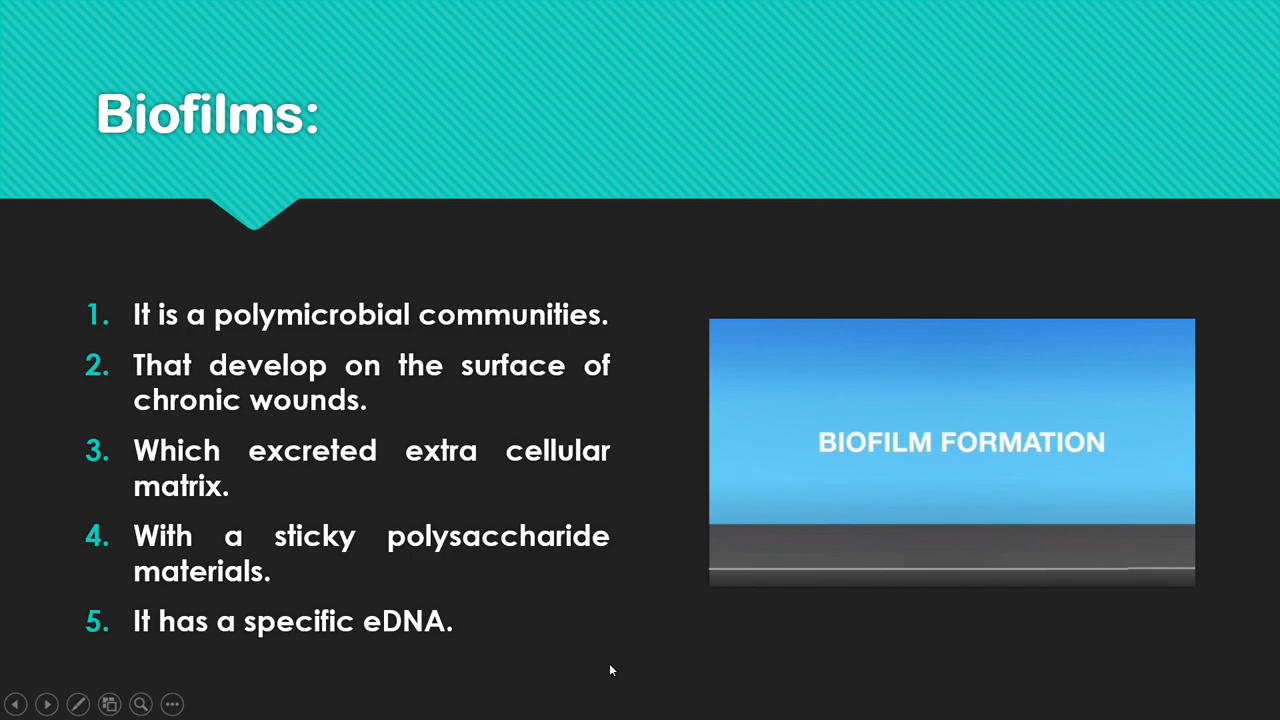 Biofilms:
1. It is a polymicrobial communities.
2. That develop on the surface of
chronic wounds.
3. Which excreted extra cellular
matrix.
4. With a sticky polysaccharide
materials.
5. It has a specific eDNA.
BIOFILM FORMATION